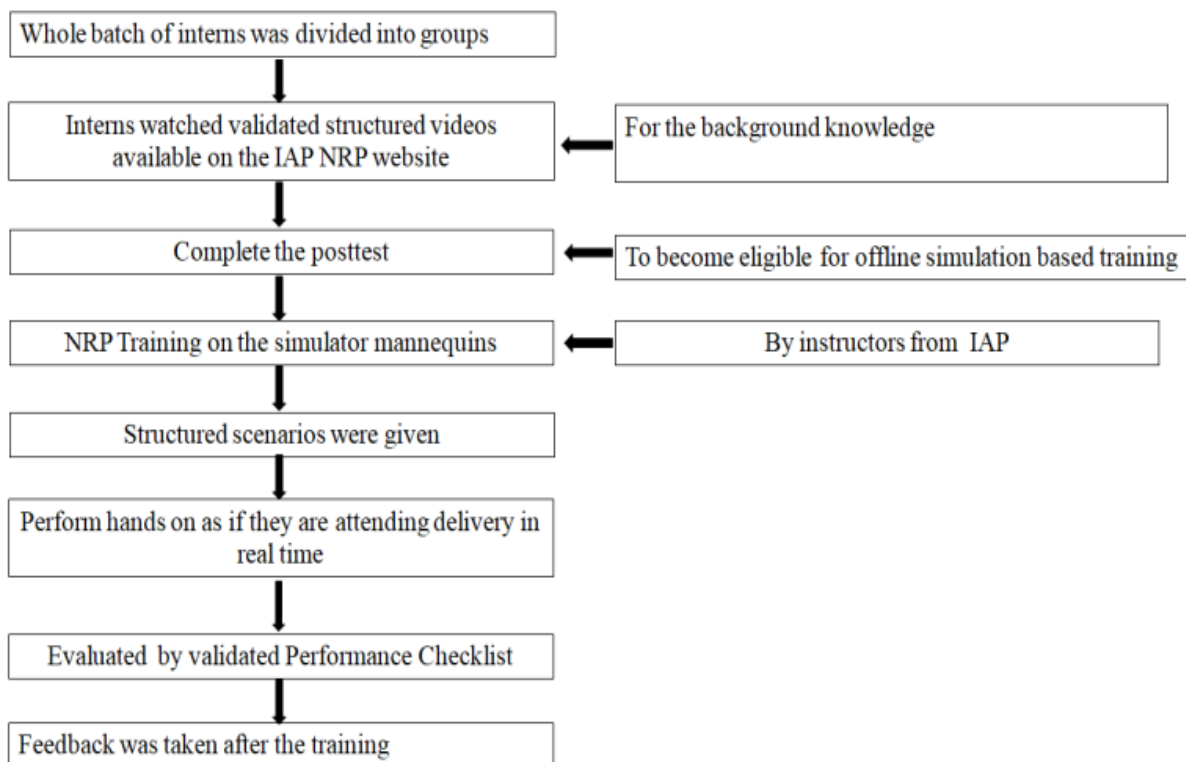 Whole batch of interns was divided into groups
Interns watched validated structured videos
available on the IAP NRP website
For the background knowledge
Complete the posttest
To become eligible for offline simulation based training
NRP Training on the simulator mannequins
By instructors from IAP
Structured scenarios were given
Perform hands on as if they are attending delivery in
real time
Evaluated by validated Performance Checklist
Feedback was taken after the training